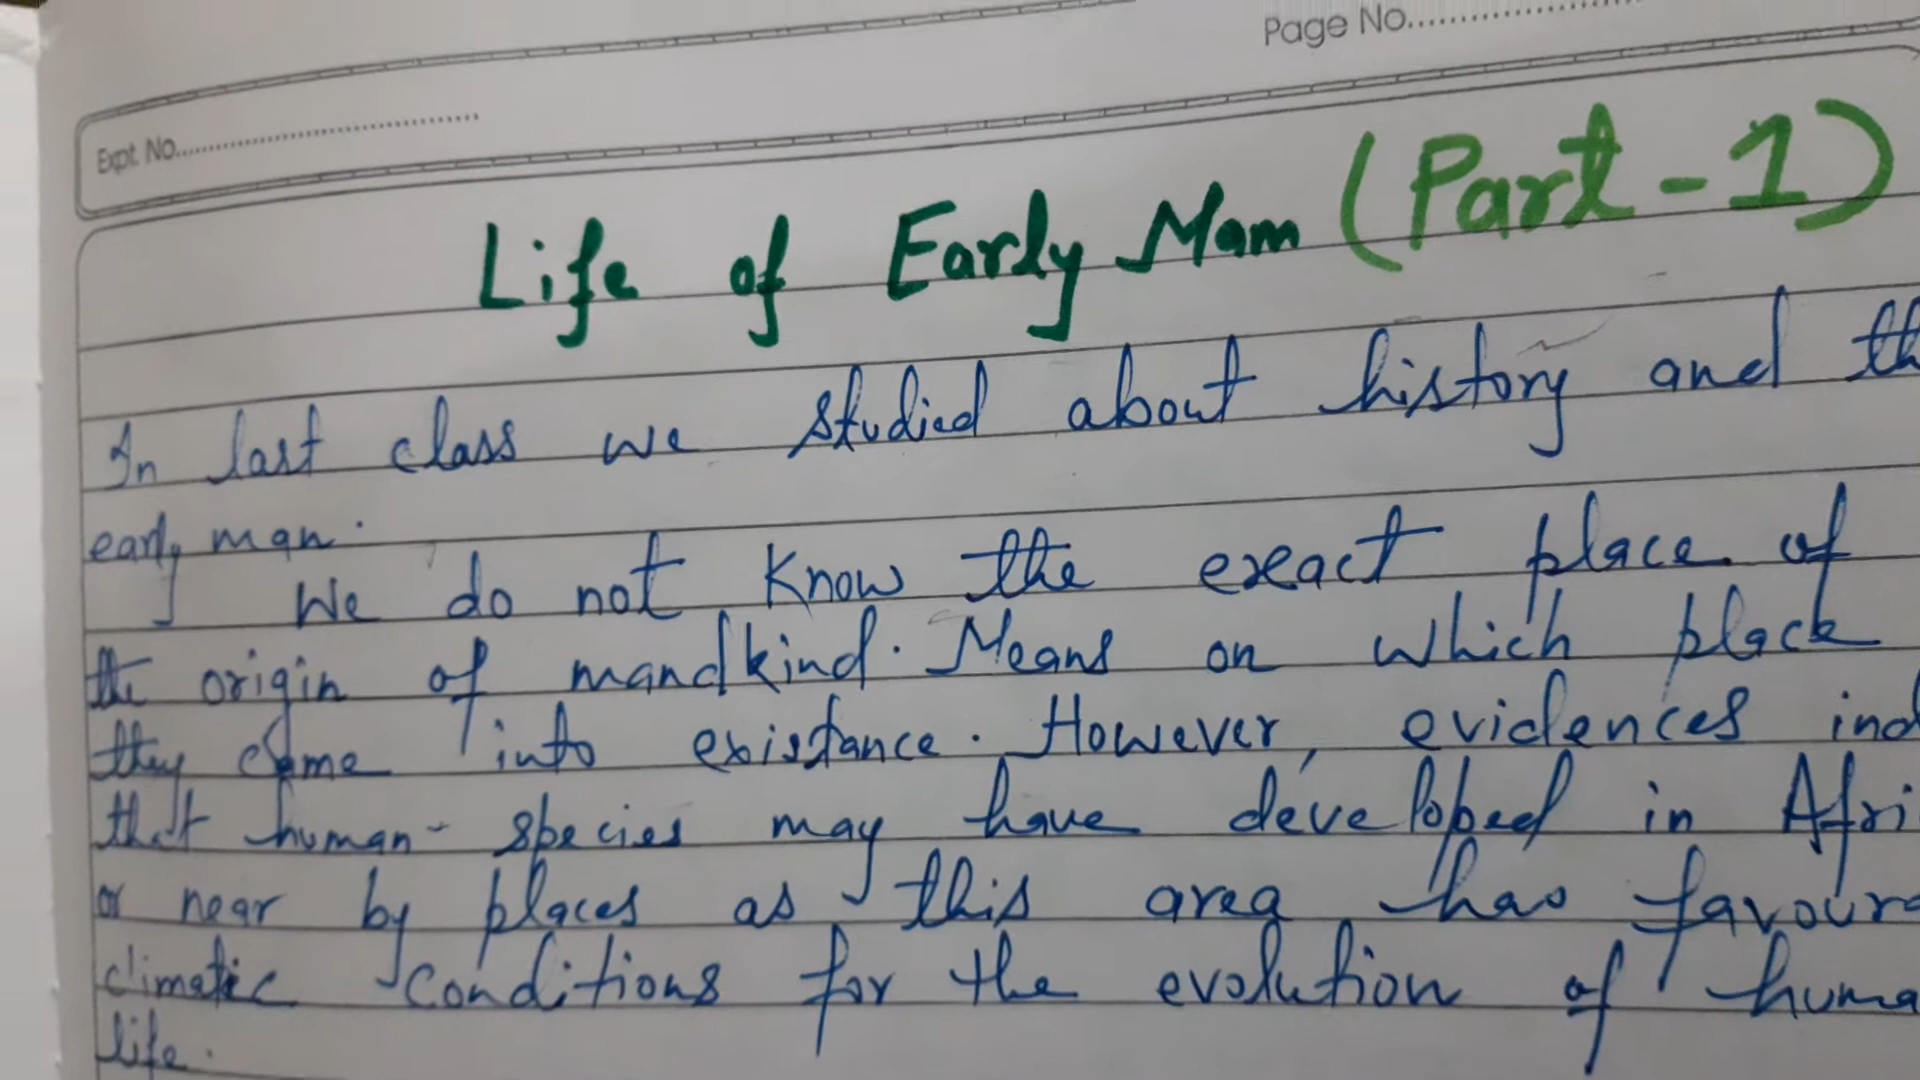 Page No.
Expt. No.
Life of Early Man (Part-1)
In last class we studied about history and th
early man.
We do not know the exact place of
the origin of mandkind. Means on which place
they came into existance. However, evidences ind
that human-species may have developed in Afri
or near by places as this area has favoura
climatic conditions for the evolution of huma
life.